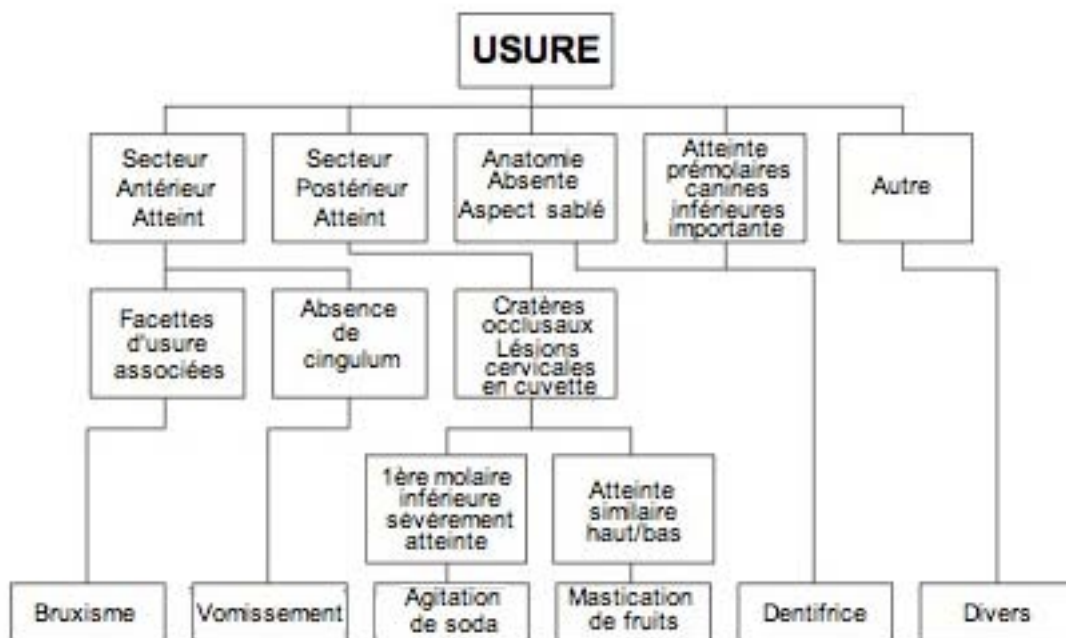 USURE
Secteur
Antérieur
Atteint
Secteur
Postérieur
Atteint
Anatomie
Absente
Aspect sablé
Atteinte
prémolaires
canines
inférieures
importante
Autre
Facettes
d'usure
associées
Absence
de
cingulum
Cratères
occlusaux
Lésions
cervicales
en cuvette
1ère molaire
inférieure
sévèrement
atteinte
Atteinte
similaire
haut/bas
Bruxisme
Vomissement
Agitation
de soda
Mastication
de fruits
Dentifrice
Divers